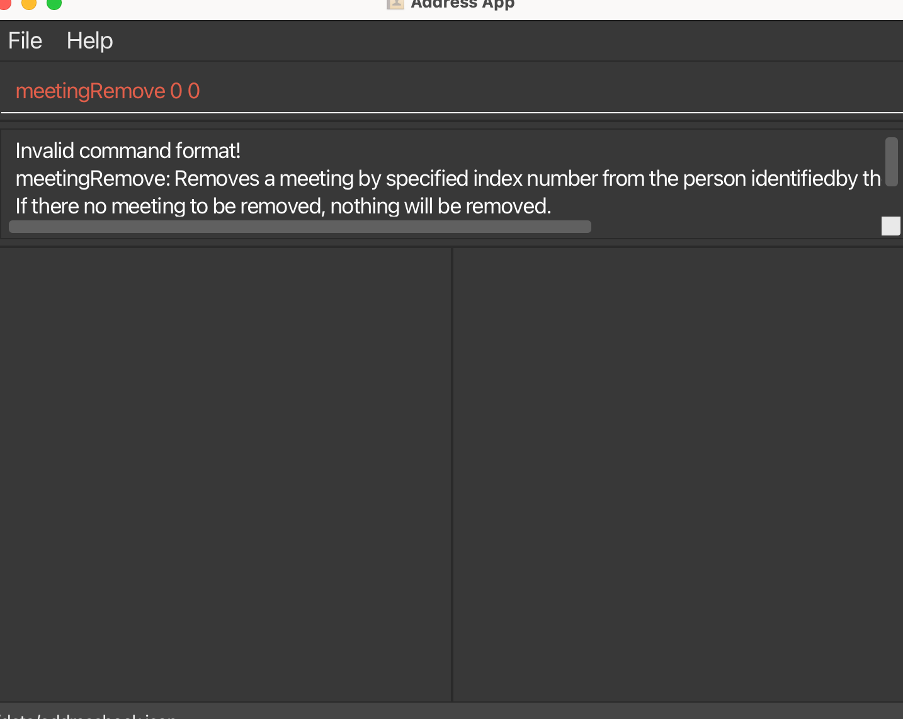 Address App
File Help
meetingRemove 0 0
Invalid command format!
meetingRemove: Removes a meeting by specified index number from the person identifiedby th
If there no meeting to be removed, nothing will be removed.